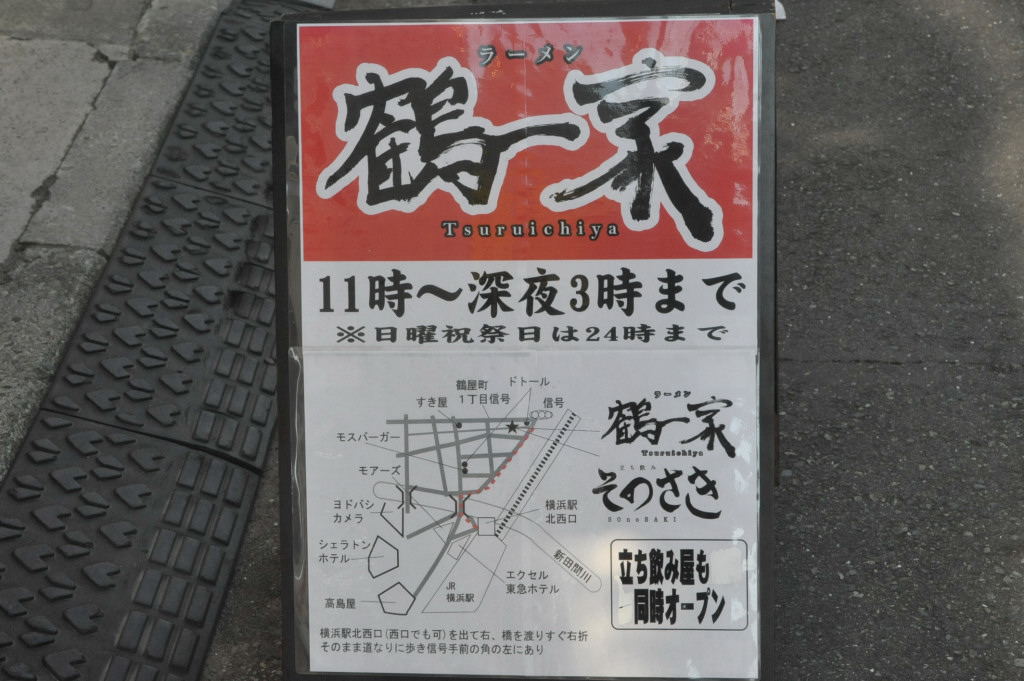 ラーメン
鶴一家
Tsuruichiya
11時～深夜3時まで
※日曜祝祭日は24時まで
鶴屋町
1丁目信号
ドトール
すき屋
信号
モスバーガー
モアーズ
ヨドバシ
カメラ
シェラトン
ホテル
高島屋
横浜駅
北西口
新田間川
エクセル
東急ホテル
JR
横浜駅
ラーメン
鶴一家
Tsuruichiya
立ち飲み
そのさき
SOnoSAKI
立ち飲み屋も
同時オープン
横浜駅北西口(西口でも可)を出て右、橋を渡りすぐ右折
そのまま道なりに歩き信号手前の角の左にあり